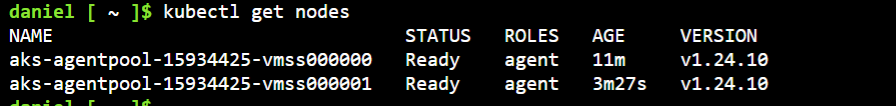 daniel [ ~ ]$ kubectl get nodes
NAME STATUS ROLES AGE VERSION
aks-agentpool-15934425-vmss000000 Ready agent 11m v1.24.10
aks-agentpool-15934425-vmss000001 Ready agent 3m27s v1.24.10
daniel [ ~ ]$